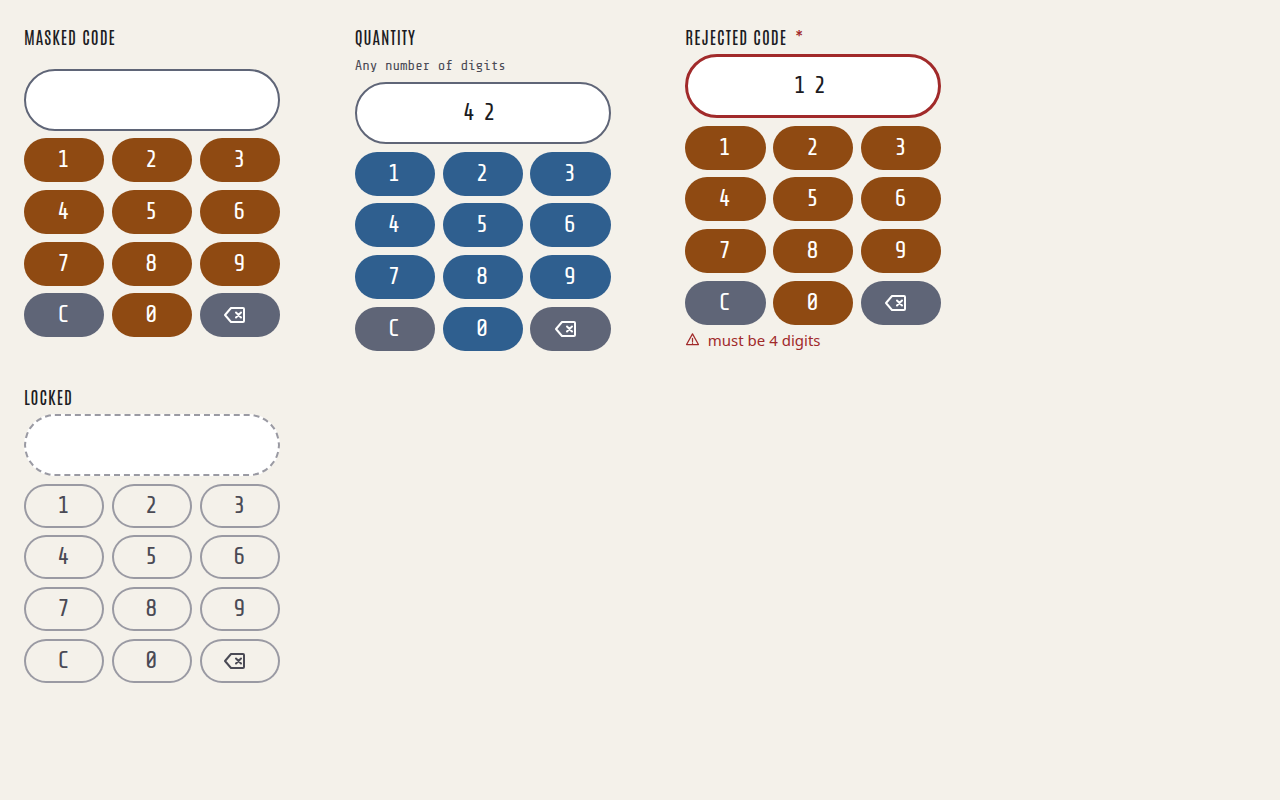 MASKED CODE
1 2 3
4 5 6
7 8 9
C 0
QUANTITY
Any number of digits
4 2
1 2 3
4 5 6
7 8 9
C 0
REJECTED CODE *
1 2
1 2 3
4 5 6
7 8 9
C 0
must be 4 digits
LOCKED
1 2 3
4 5 6
7 8 9
C 0